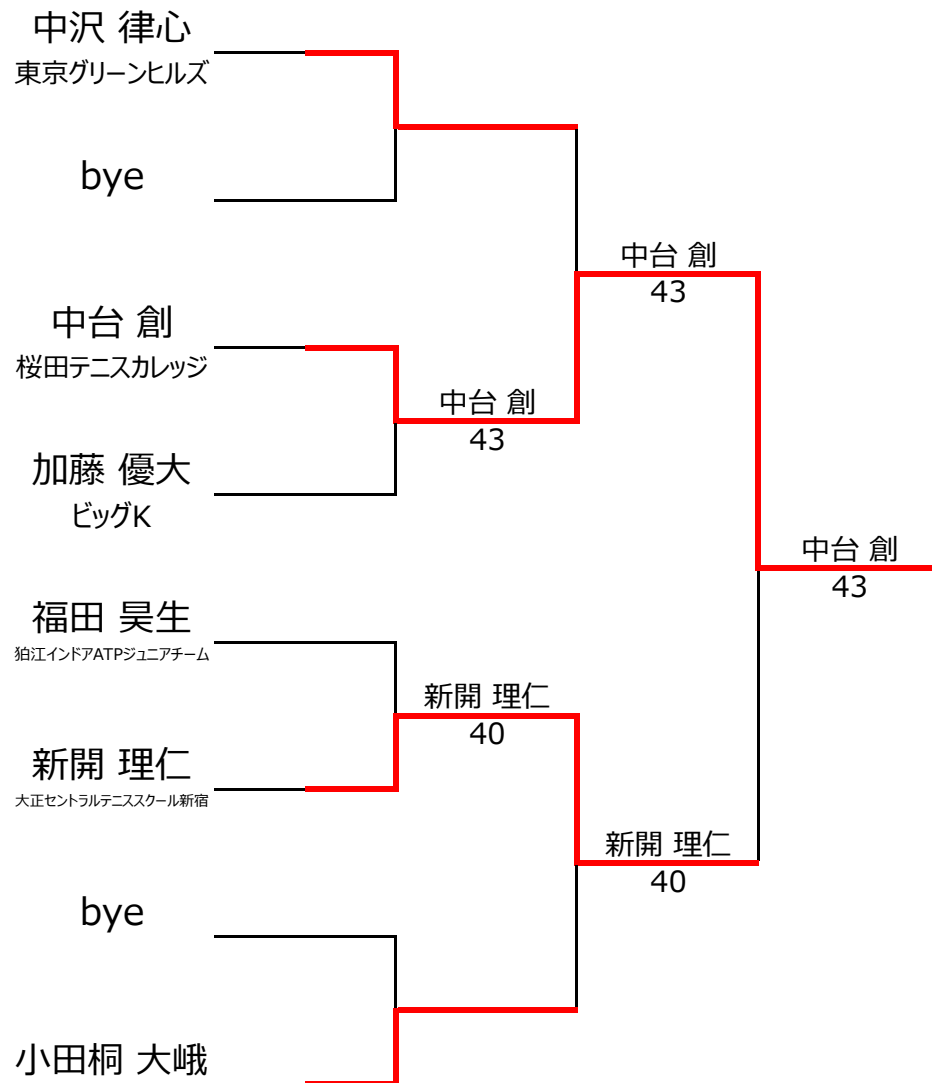 中沢 律心
東京グリーンヒルズ
bye
中台 創
43
中台 創
桜田テニスカレッジ
中台 創
43
加藤 優大
ビッグK
中台 創
43
福田 昊生
狛江インドアATPジュニアチーム
新開 理仁
40
新開 理仁
大正セントラルテニススクール新宿
新開 理仁
40
bye
小田桐 大峨